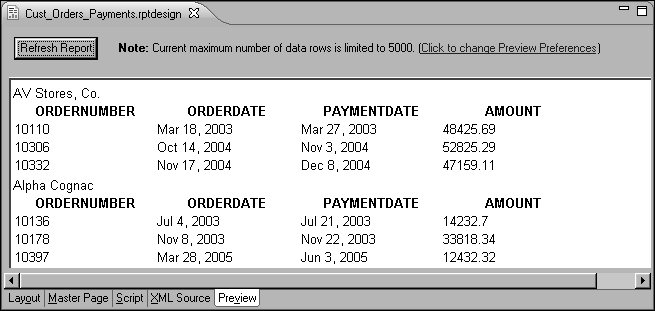 Cust_Orders_Payments.rptdesign
Refresh Report Note: Current maximum number of data rows is limited to 5000. (Click to change Preview Preferences)
AV Stores, Co.
ORDERNUMBER ORDERDATE PAYMENTDATE AMOUNT
10110 Mar 18, 2003 Mar 27, 2003 48425.69
10306 Oct 14, 2004 Nov 3, 2004 52825.29
10332 Nov 17, 2004 Dec 8, 2004 47159.11
Alpha Cognac
ORDERNUMBER ORDERDATE PAYMENTDATE AMOUNT
10136 Jul 4, 2003 Jul 21, 2003 14232.7
10178 Nov 8, 2003 Nov 22, 2003 33818.34
10397 Mar 28, 2005 Jun 3, 2005 12432.32
Layout Master Page Script XML Source Preview